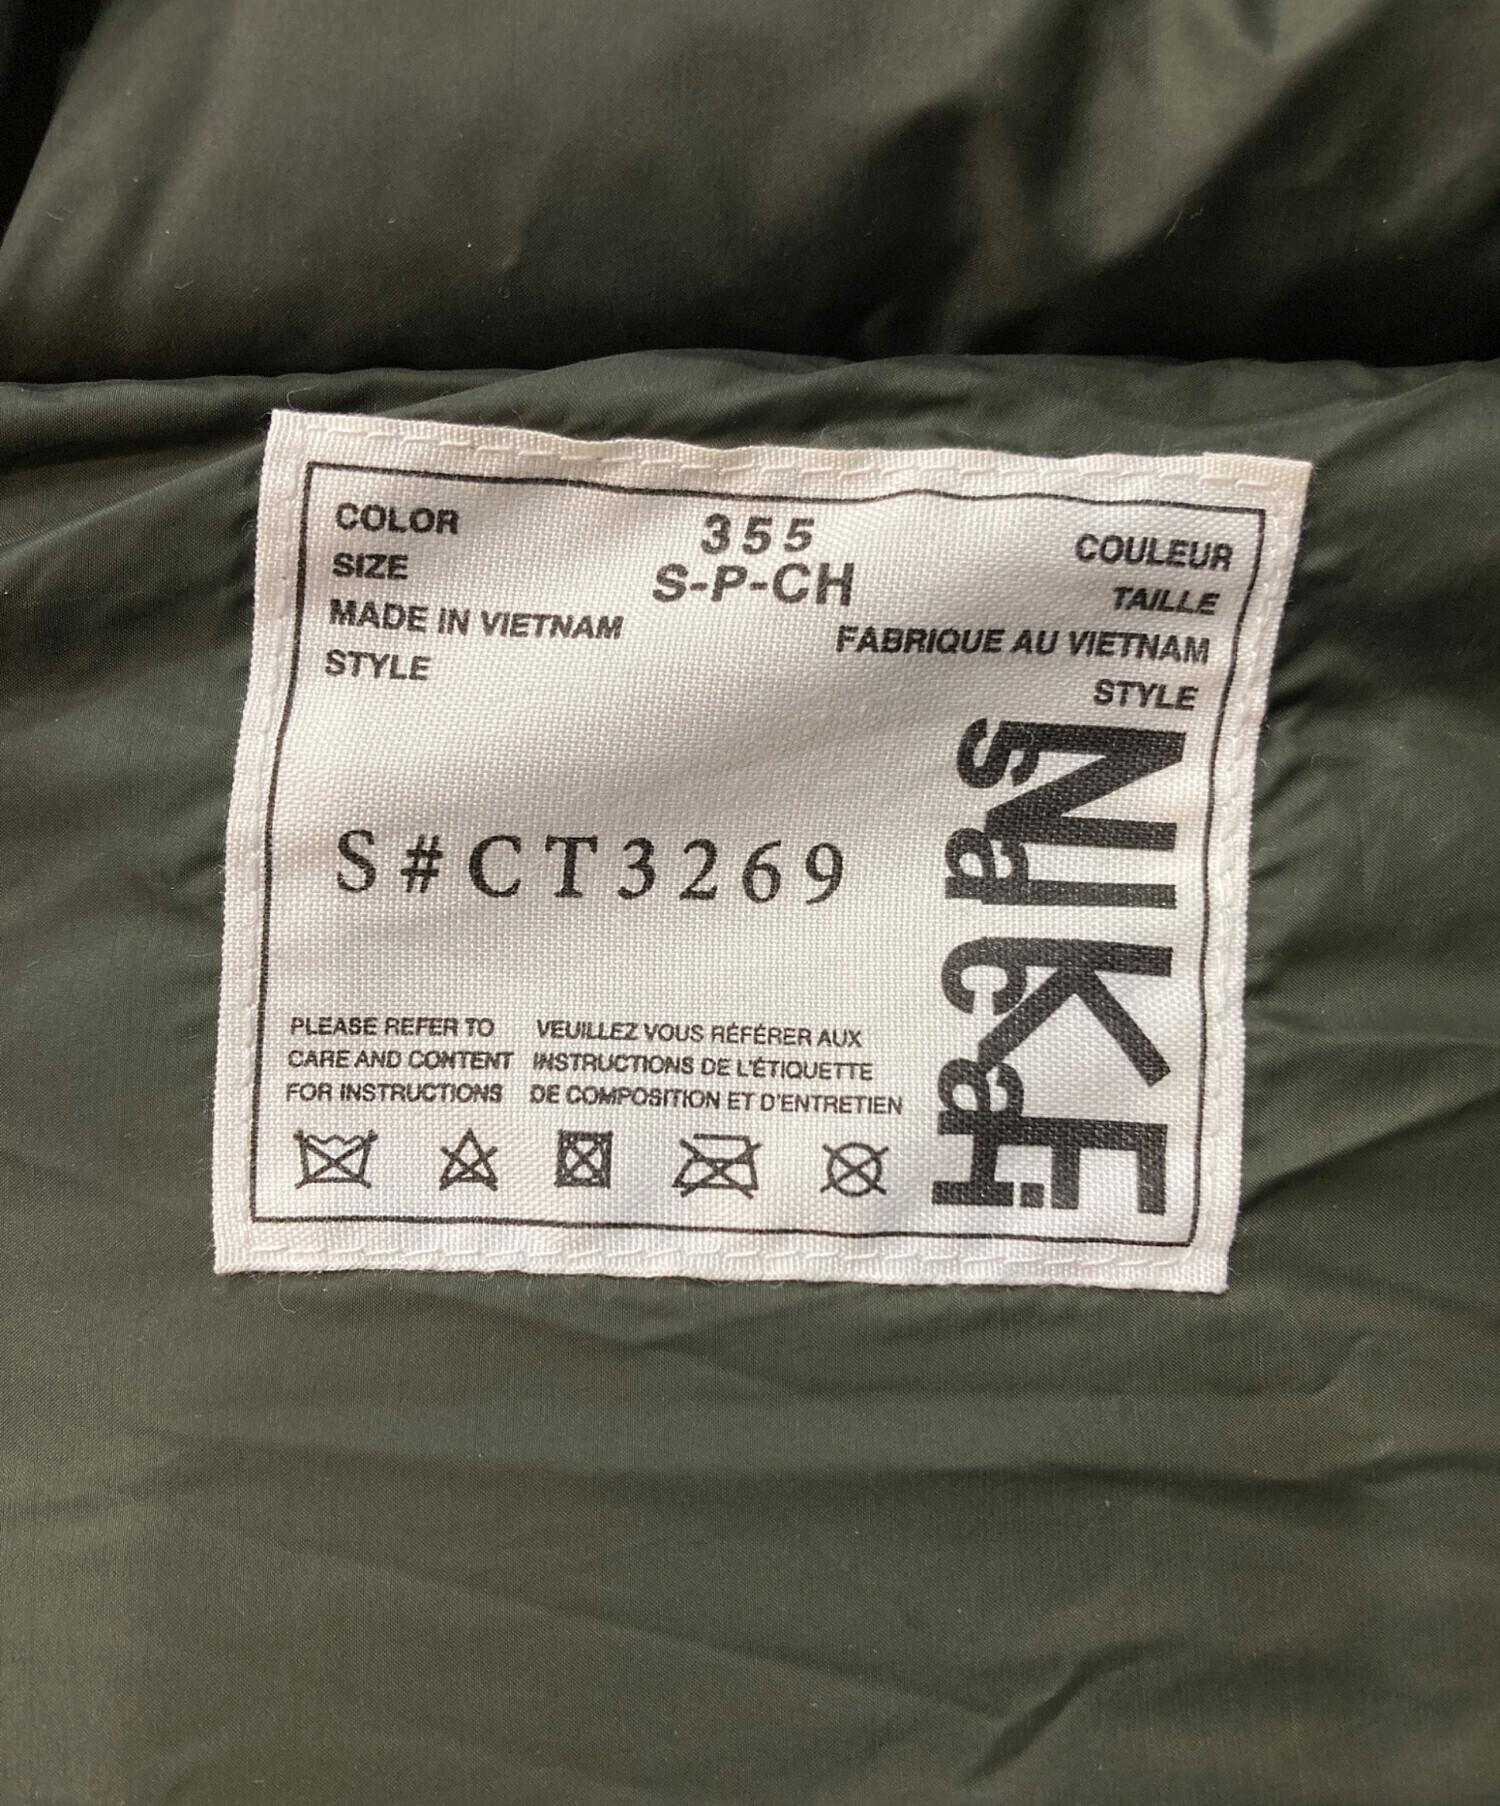 COLOR 355 COULEUR
SIZE S-P-CH TAILLE
MADE IN VIETNAM FABRIQUE AU VIETNAM
STYLE STYLE
S#CT3269
NIKE
sacai
PLEASE REFER TO
CARE AND CONTENT
FOR INSTRUCTIONS
VEUILLEZ VOUS RÉFÉRER AUX
INSTRUCTIONS DE L'ÉTIQUETTE
DE COMPOSITION ET D'ENTRETIEN